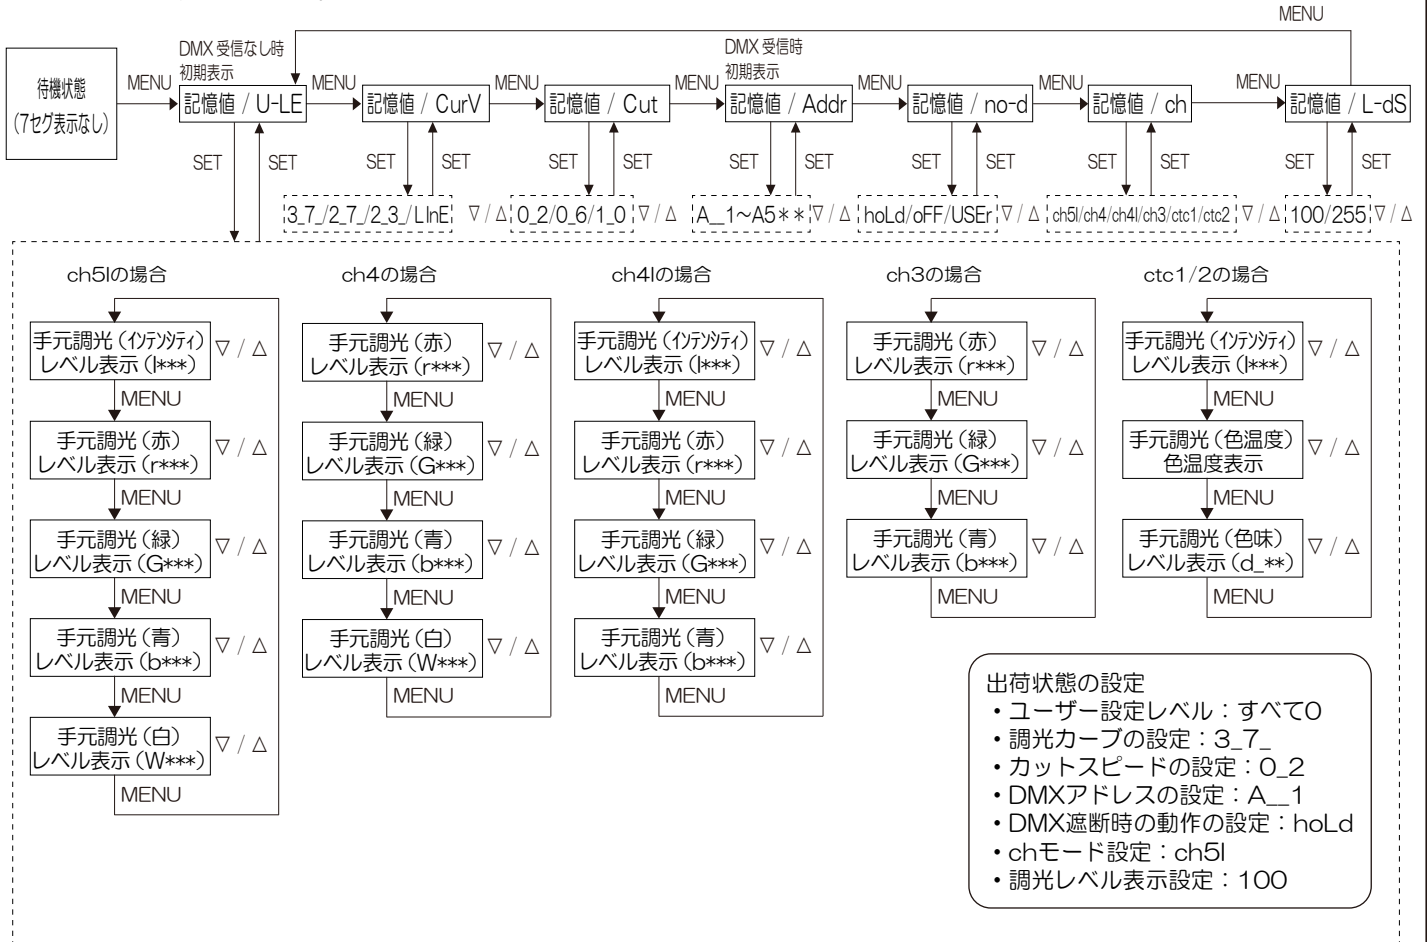 MENU
待機状態
(7セグ表示なし)
MENU
DMX 受信なし時
初期表示
記憶値 / U-LE
MENU
記憶値 / CurV
MENU
記憶値 / Cut
MENU
DMX 受信時
初期表示
記憶値 / Addr
MENU
記憶値 / no-d
MENU
記憶値 / ch
MENU
記憶値 / L-dS
SET
SET
SET
SET
SET
SET
SET
SET
SET
SET
SET
SET
SET
SET
3_7_/2_7_/2_3_/LInE
▽/△
0_2/0_6/1_0
▽/△
A__1~A5**
▽/△
hoLd/oFF/USEr
▽/△
ch5I/ch4/ch4I/ch3/ctc1/ctc2
▽/△
100/255
▽/△
ch5Iの場合
手元調光(インテンシティ)
レベル表示(I***)
▽ / △
MENU
手元調光(赤)
レベル表示(r***)
▽ / △
MENU
手元調光(緑)
レベル表示(G***)
▽ / △
MENU
手元調光(青)
レベル表示(b***)
▽ / △
MENU
手元調光(白)
レベル表示(W***)
▽ / △
MENU
ch4の場合
手元調光(赤)
レベル表示(r***)
▽ / △
MENU
手元調光(緑)
レベル表示(G***)
▽ / △
MENU
手元調光(青)
レベル表示(b***)
▽ / △
MENU
手元調光(白)
レベル表示(W***)
▽ / △
MENU
ch4Iの場合
手元調光(インテンシティ)
レベル表示(I***)
▽ / △
MENU
手元調光(赤)
レベル表示(r***)
▽ / △
MENU
手元調光(緑)
レベル表示(G***)
▽ / △
MENU
手元調光(青)
レベル表示(b***)
▽ / △
MENU
ch3の場合
手元調光(赤)
レベル表示(r***)
▽ / △
MENU
手元調光(緑)
レベル表示(G***)
▽ / △
MENU
手元調光(青)
レベル表示(b***)
▽ / △
MENU
ctc1/2の場合
手元調光(インテンシティ)
レベル表示(I***)
▽ / △
MENU
手元調光(色温度)
色温度表示
▽ / △
MENU
手元調光(色味)
レベル表示(d_**)
▽ / △
MENU
出荷状態の設定
・ユーザー設定レベル:すべて0
・調光カーブの設定:3_7_
・カットスピードの設定:0_2
・DMXアドレスの設定:A__1
・DMX遮断時の動作の設定:hoLd
・chモード設定:ch5I
・調光レベル表示設定:100